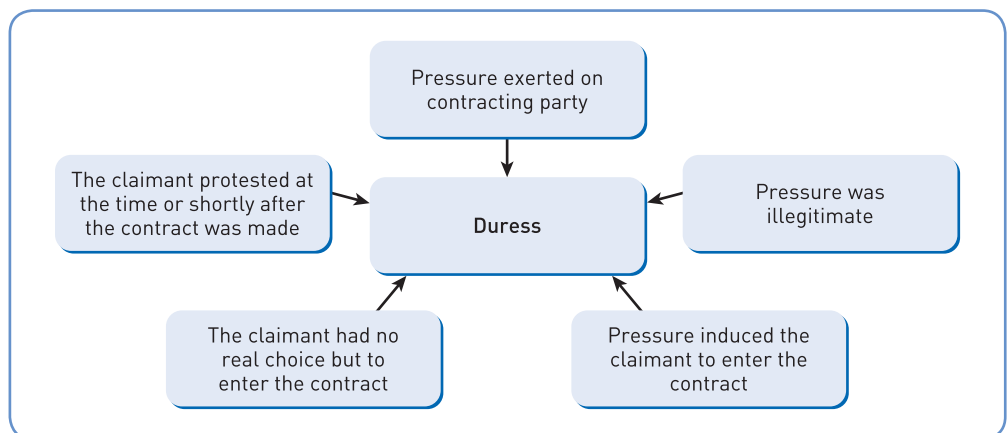 Pressure exerted on
contracting party
The claimant protested at
the time or shortly after
the contract was made
Duress
Pressure was
illegitimate
The claimant had no
real choice but to
enter the contract
Pressure induced the
claimant to enter the
contract